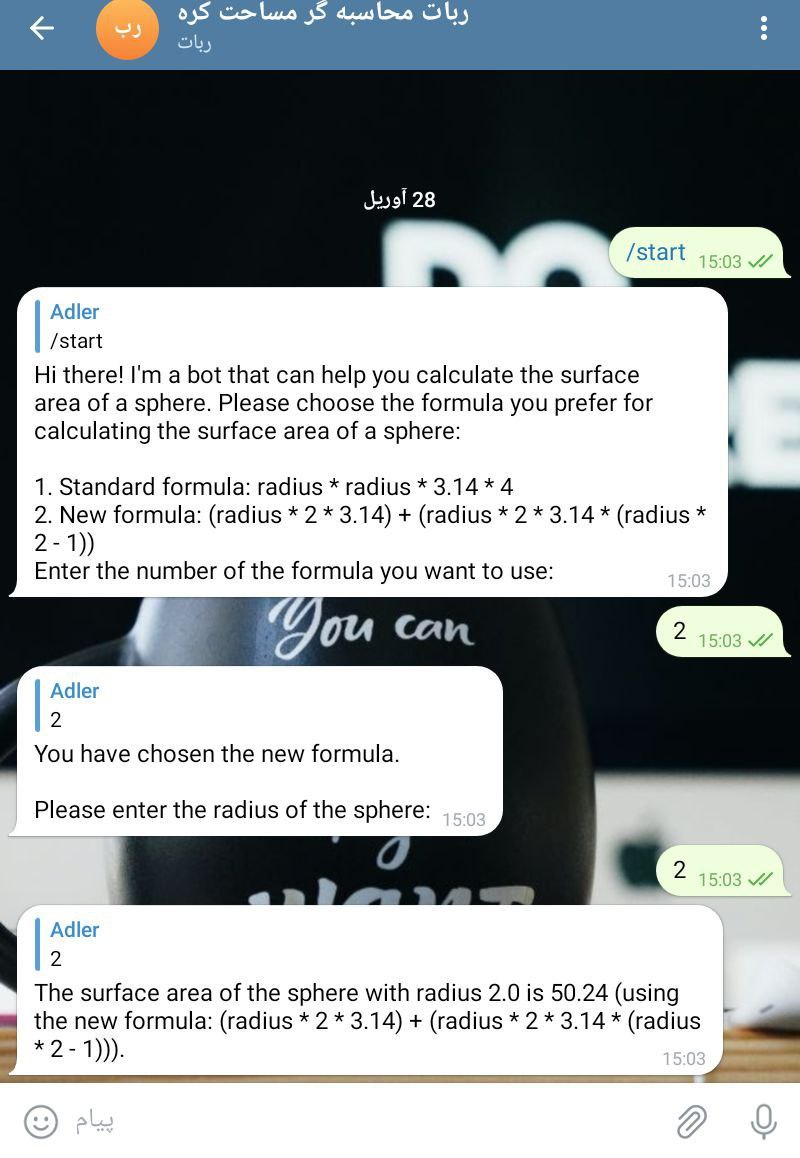 ربات محاسبه گر مساحت کره
رب
ربات
28 آوریل
DO
/start 15:03
Adler
/start
Hi there! I'm a bot that can help you calculate the surface
area of a sphere. Please choose the formula you prefer for
calculating the surface area of a sphere:
1. Standard formula: radius * radius * 3.14 * 4
2. New formula: (radius * 2 * 3.14) + (radius * 2 * 3.14 * (radius *
2 - 1))
Enter the number of the formula you want to use:
15:03
You can
2 15:03
Adler
2
You have chosen the new formula.
Please enter the radius of the sphere: 15:03
2 15:03
want
Adler
2
The surface area of the sphere with radius 2.0 is 50.24 (using
the new formula: (radius * 2 * 3.14) + (radius * 2 * 3.14 * (radius
* 2 - 1))).
15:03
پیام